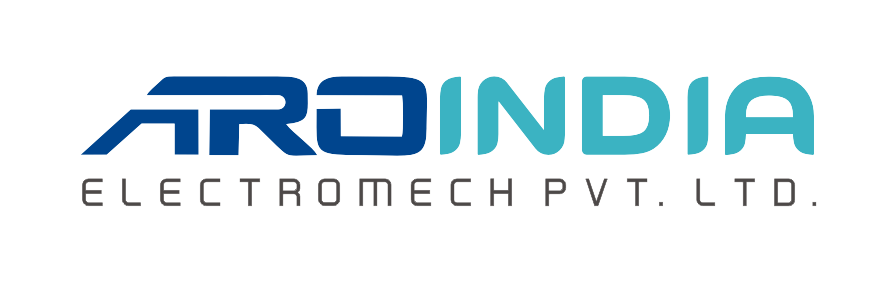 AROINDIA
ELECTROMECH PVT. LTD.